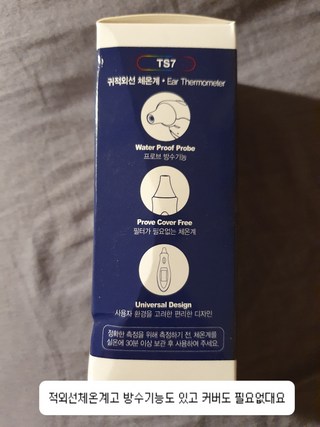 TS7
귀적외선 체온계 • Ear Thermometer
Water Proof Probe
프로브 방수기능
Prove Cover Free
필터가 필요없는 체온계
Universal Design
사용자 환경을 고려한 편리한 디자인
정확한 측정을 위해 측정하기 전, 체온계를
실온에 30분 이상 보관 후 사용하여 주세요.
적외선체온계고 방수기능도 있고 커버도 필요없대요